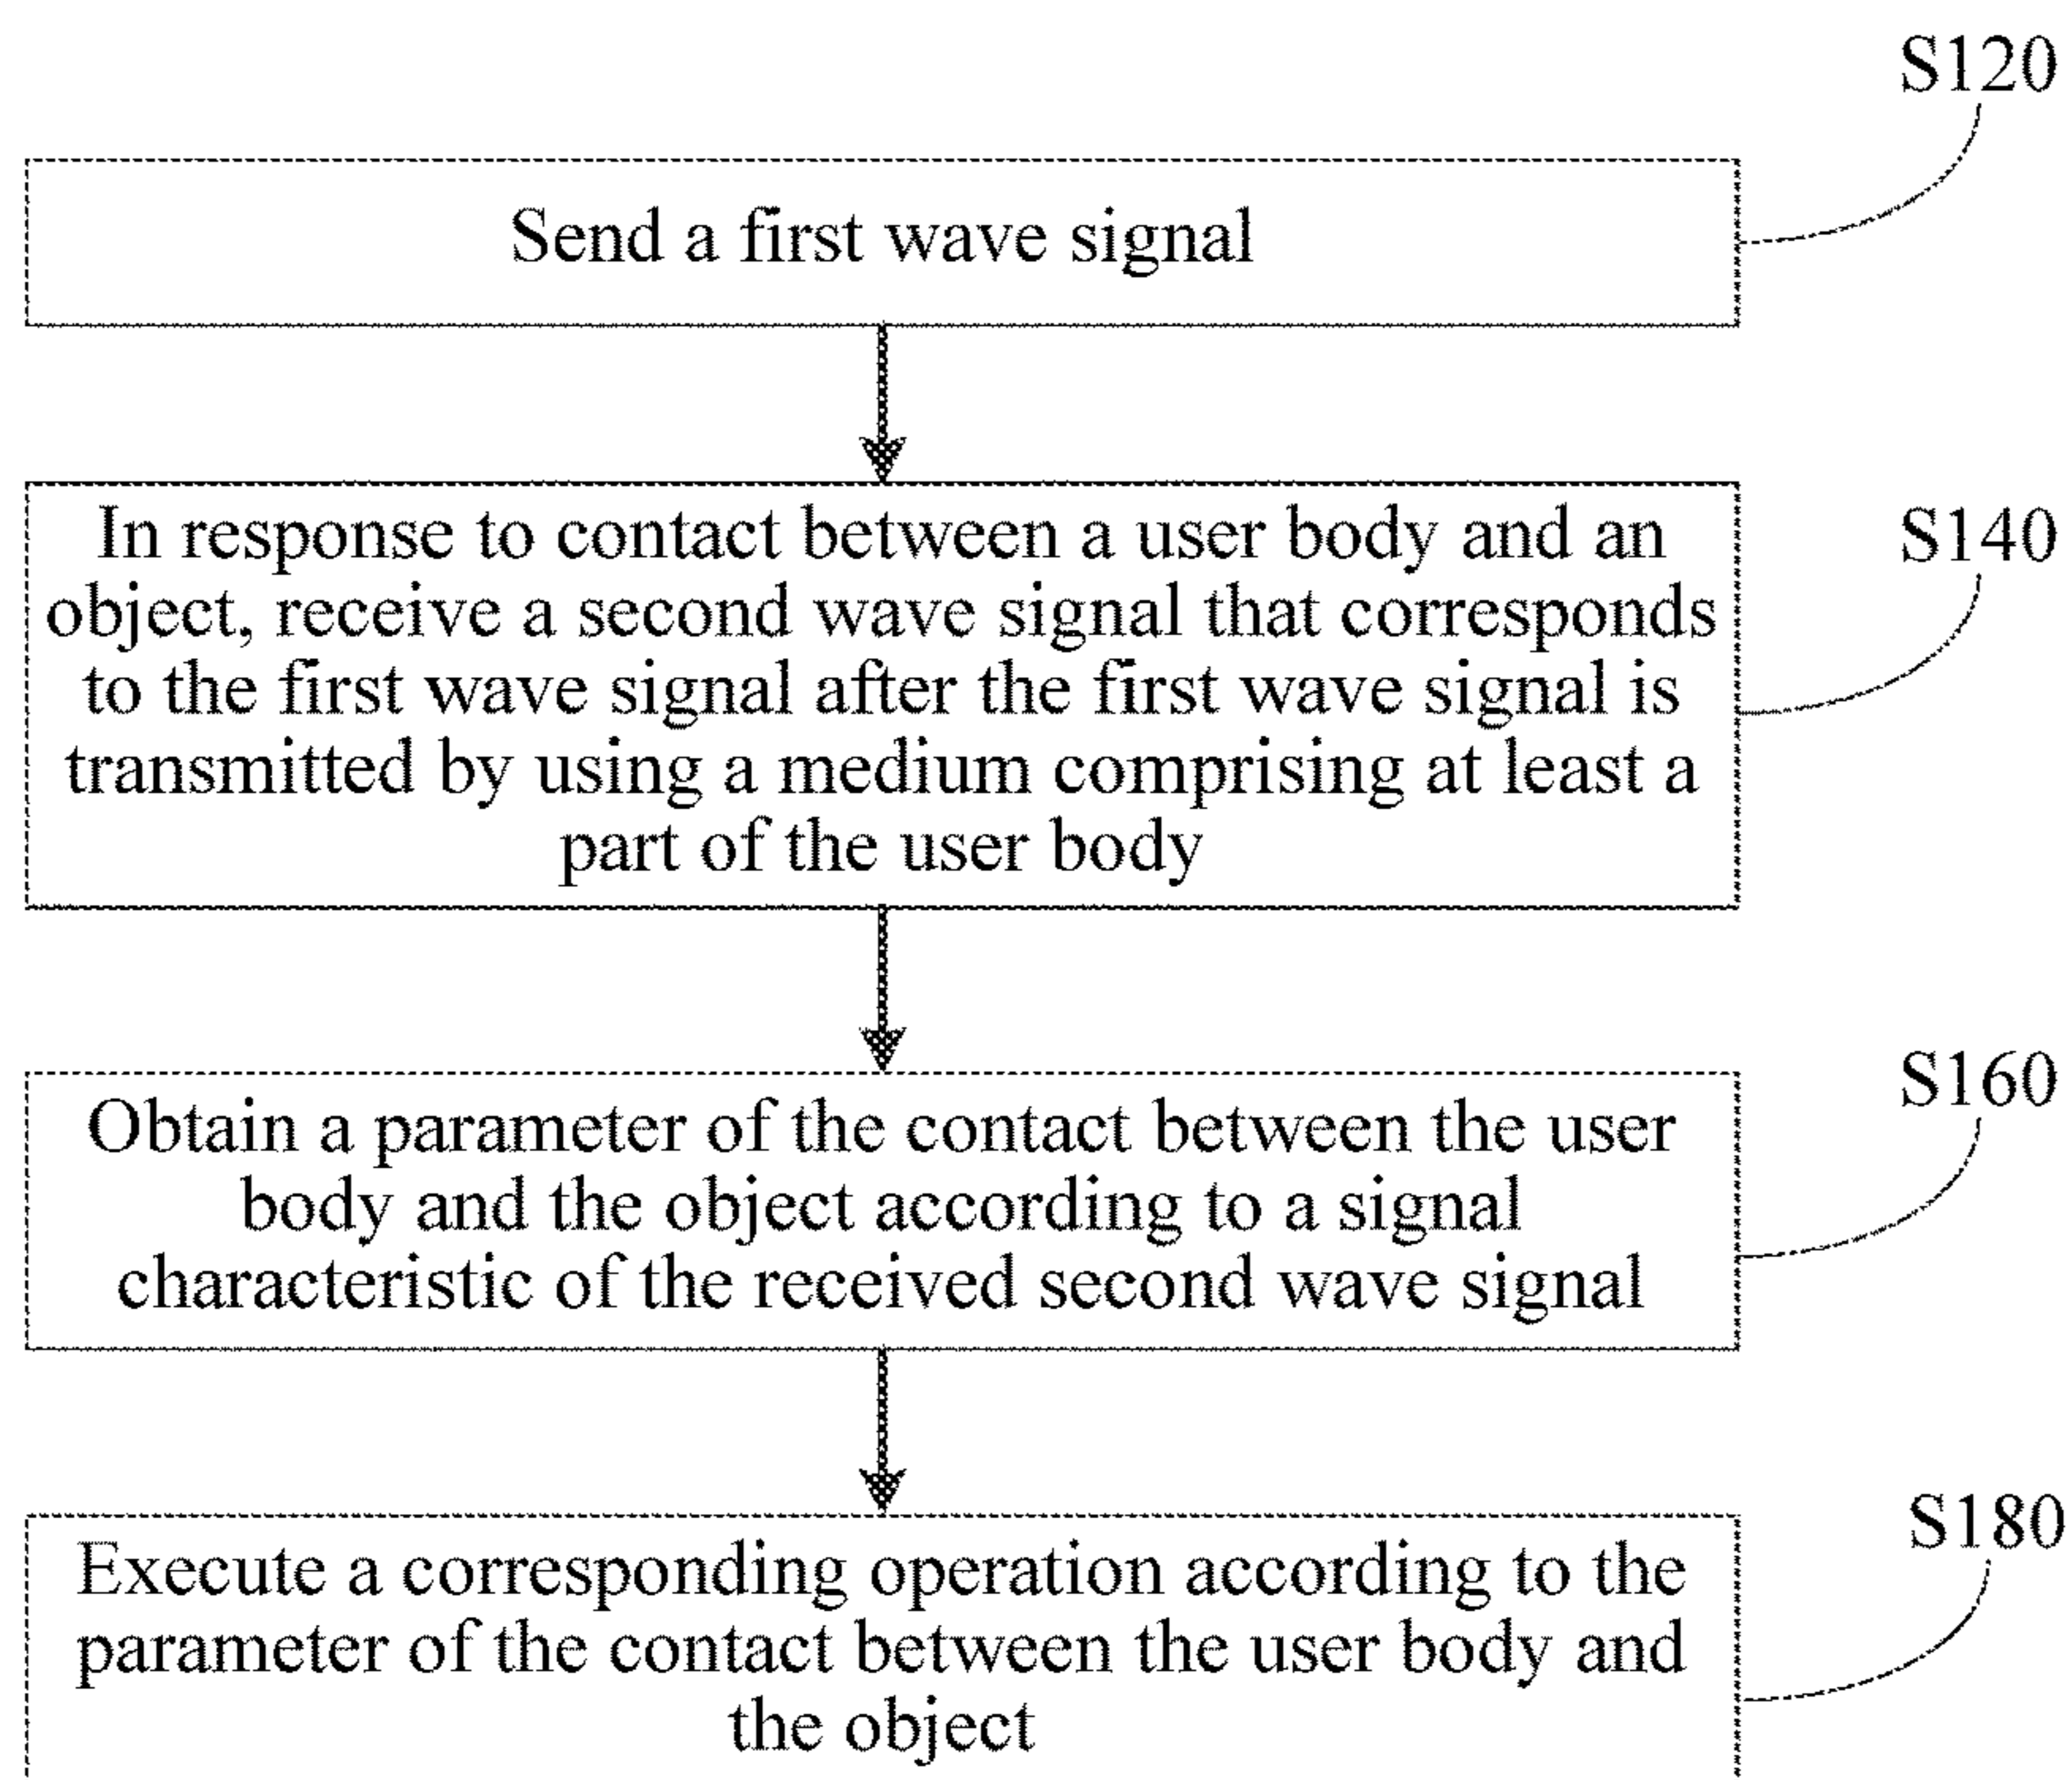 S120
Send a first wave signal
In response to contact between a user body and an
S140
object, receive a second wave signal that corresponds
to the first wave signal after the first wave signal is
transmitted by using a medium comprising at least a
part of the user body
S160
Obtain a parameter of the contact between the user
body and the object according to a signal
characteristic of the received second wave signal
S180
Execute a corresponding operation according to the
parameter of the contact between the user body and
the object